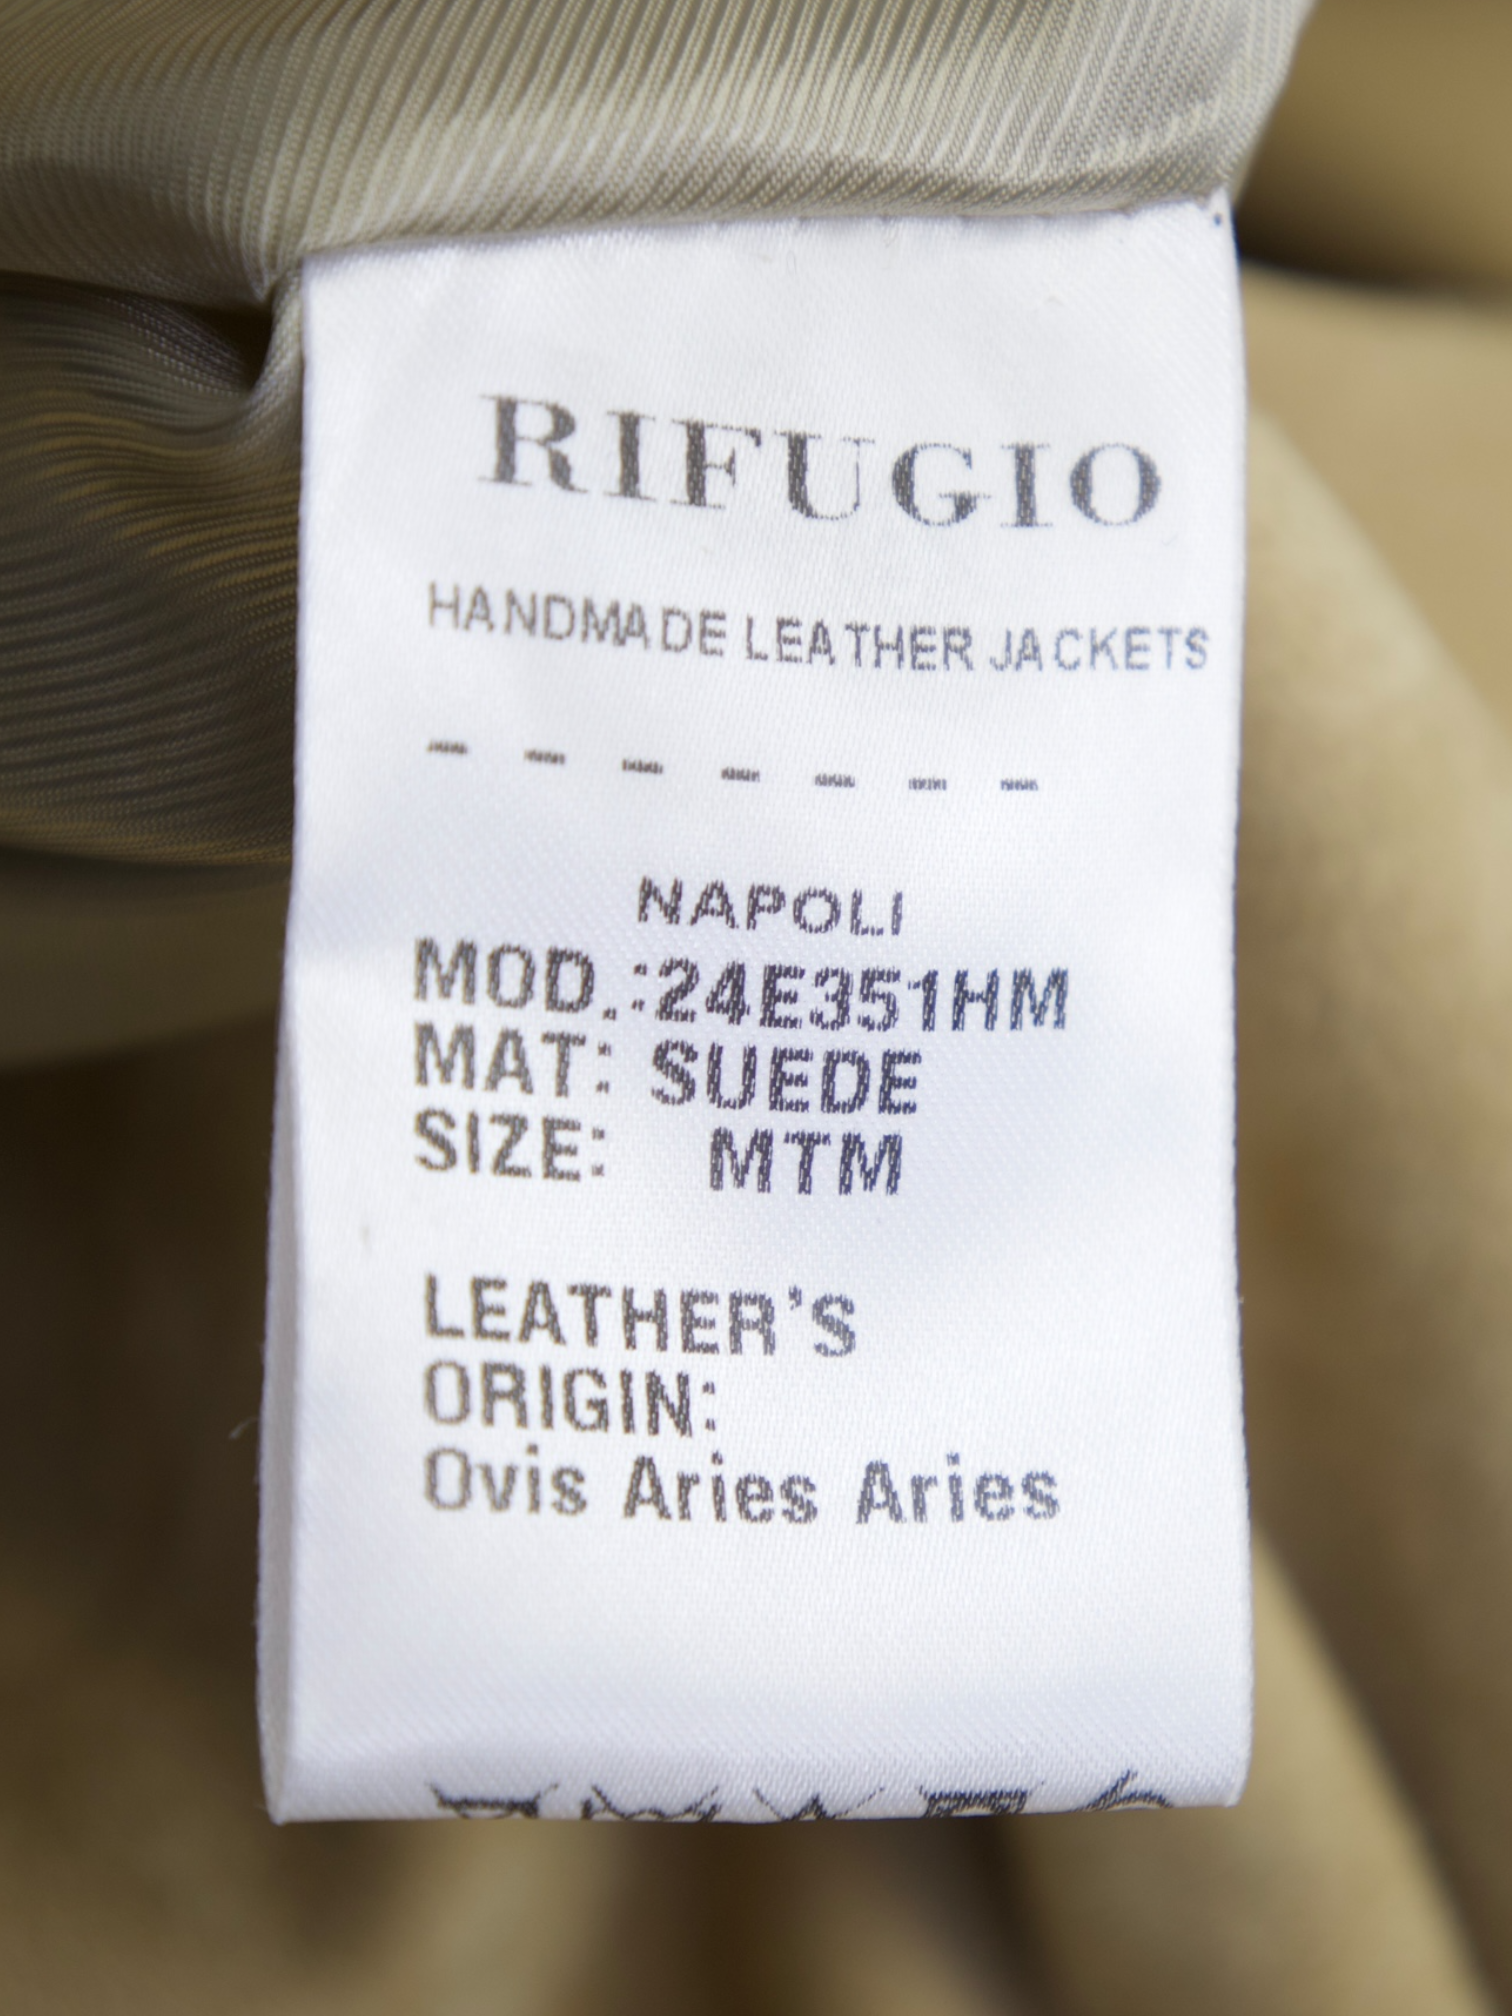 RIFUGIO
HANDMADE LEATHER JACKETS
- - - - - - -
NAPOLI
MOD.:24E351HM
MAT: SUEDE
SIZE: MTM
LEATHER'S
ORIGIN:
Ovis Aries Aries